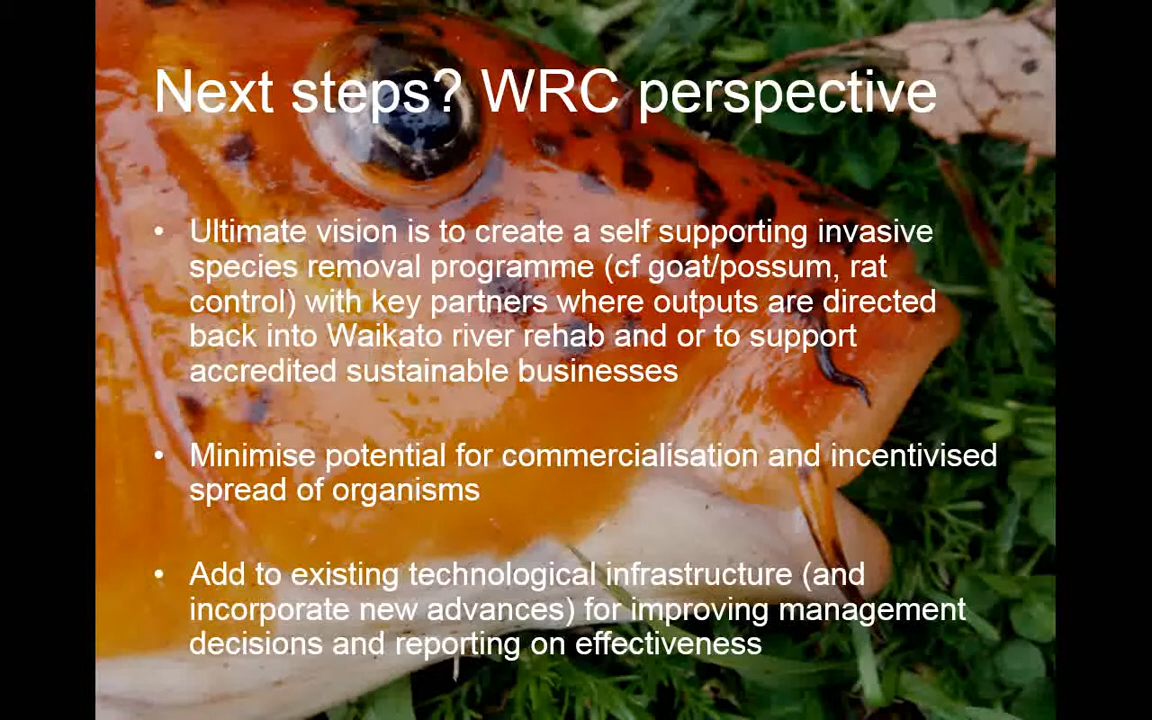 Next steps? WRC perspective
• Ultimate vision is to create a self supporting invasive
species removal programme (cf goat/possum, rat
control) with key partners where outputs are directed
back into Waikato river rehab and or to support
accredited sustainable businesses
• Minimise potential for commercialisation and incentivised
spread of organisms
• Add to existing technological infrastructure (and
incorporate new advances) for improving management
decisions and reporting on effectiveness